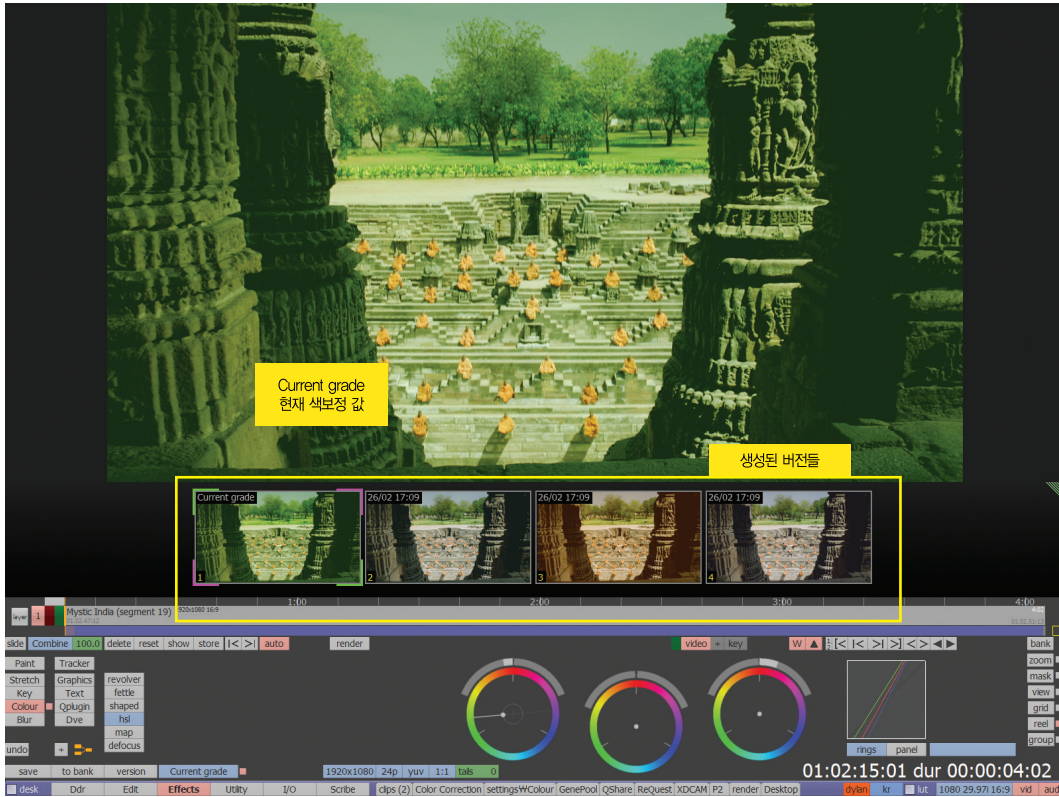 Current grade
현재 색보정 값
생성된 버전들
Current grade
26/02 17:09
26/02 17:09
26/02 17:09
1
2
3
4
1:00
2:00
3:00
4:00
layer
1
Mystic India (segment 19)
1920x1080 16:9
4:02
slide
Combine
100.0
delete
reset
show
store
|<
>|
auto
render
video
+
key
W
▲
[<
|<
>|
>]
<
>
◀
▶
bank
Paint
Tracker
zoom
Stretch
Graphics
revolver
mask
Key
Text
fettle
view
Colour
Qplugin
shaped
grid
Blur
Dve
hsl
reel
map
group
undo
+
defocus
rings
panel
save
to bank
version
Current grade
1920x1080
24p
yuv
1:1
tals
0
01:02:15:01 dur 00:00:04:02
desk
Ddr
Edit
Effects
Utility
I/O
Scribe
clips (2)
Color Correction
settings₩Colour
GenePool
QShare
ReQuest
XDCAM
P2
render
Desktop
dylan
kr
lut
1080 29.97i 16:9
vid
aud